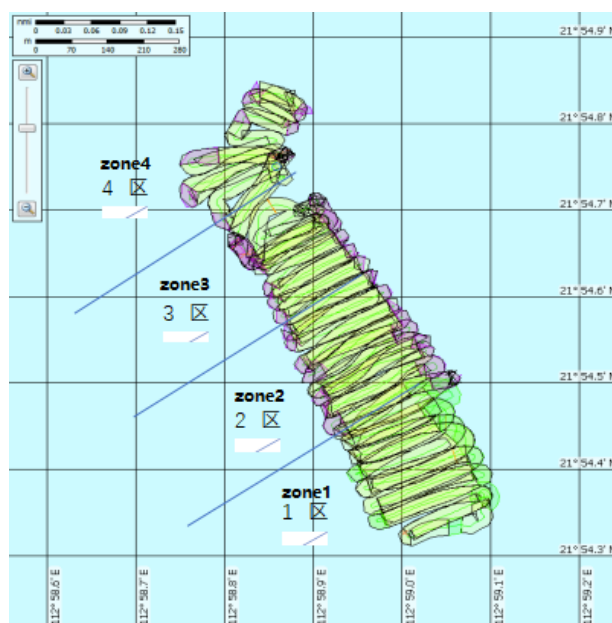 nmi 0 0.03 0.06 0.09 0.12 0.15
m 0 70 140 210 280
21° 54.9' N
21° 54.8' N
zone4
4 区
21° 54.7' N
zone3
3 区
21° 54.6' N
21° 54.5' N
zone2
2 区
21° 54.4' N
zone1
1 区
21° 54.3' N
112° 58.6' E
112° 58.7' E
112° 58.8' E
112° 58.9' E
112° 59.0' E
112° 59.1' E
112° 59.2' E